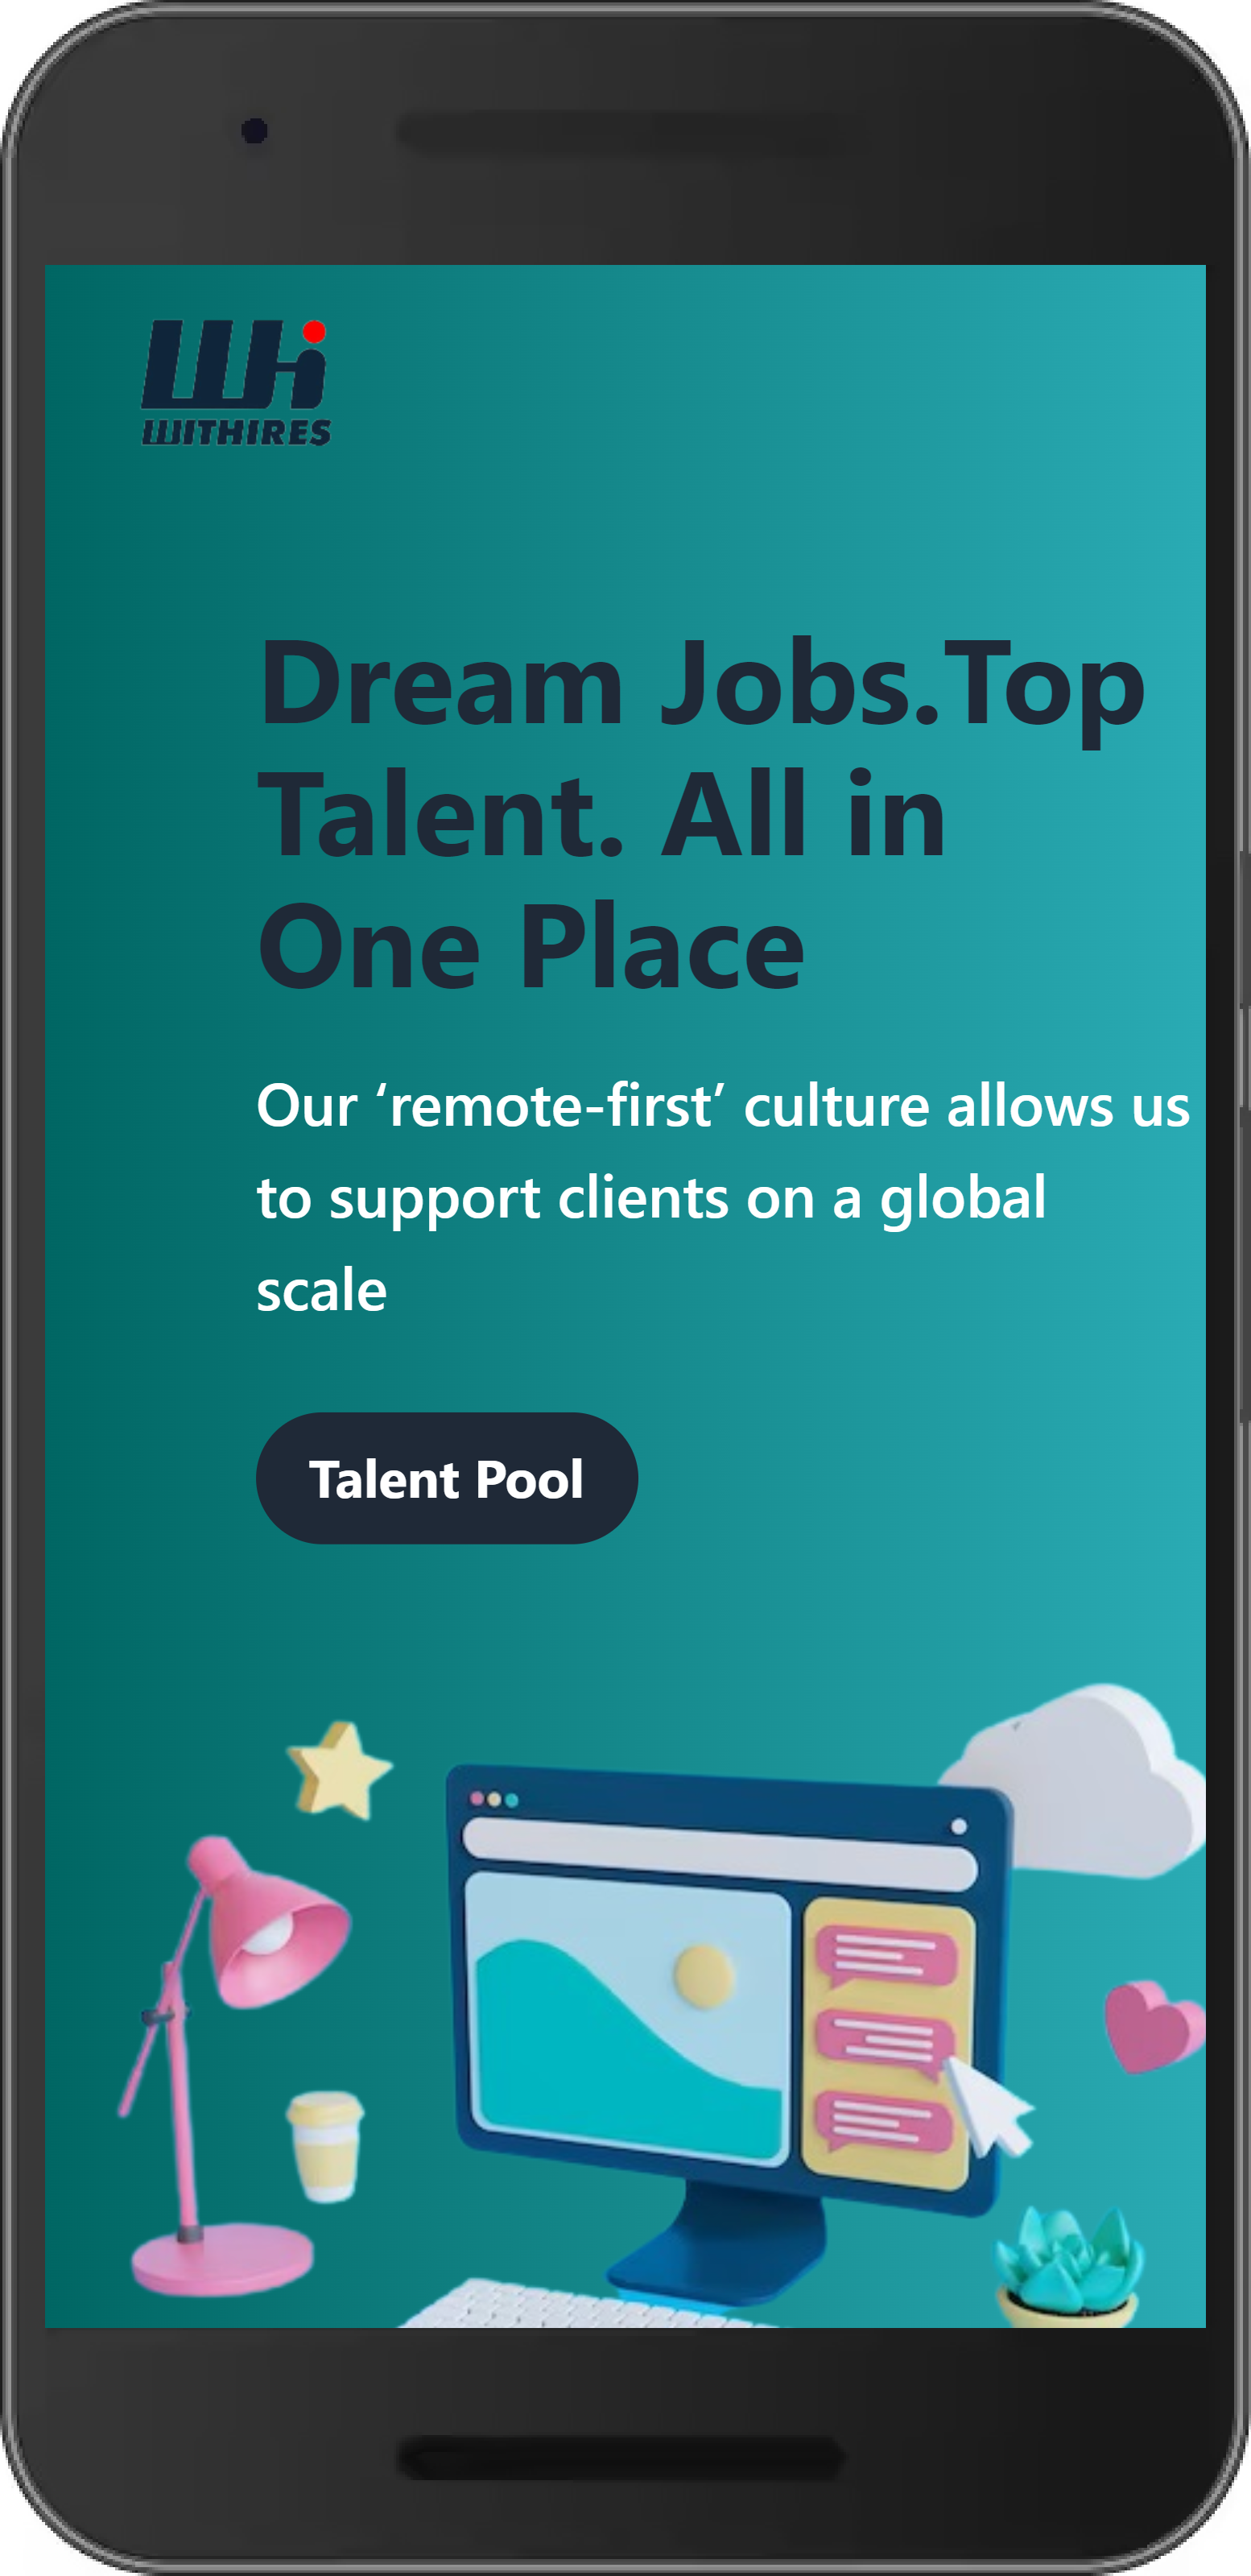 WITHIRES
Dream Jobs.Top
Talent. All in
One Place
Our ‘remote-first’ culture allows us
to support clients on a global
scale
Talent Pool